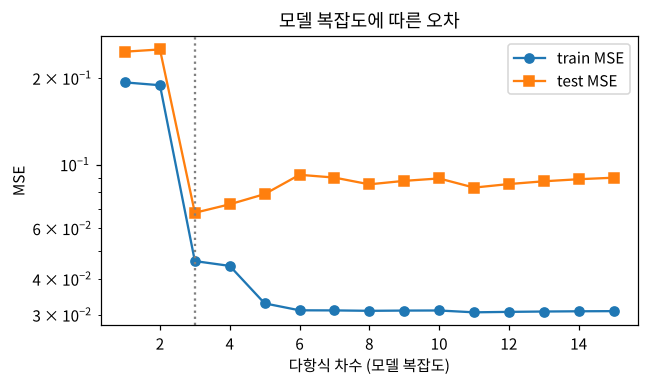 모델 복잡도에 따른 오차
train MSE
test MSE
MSE
2 × 10⁻¹
10⁻¹
6 × 10⁻²
4 × 10⁻²
3 × 10⁻²
2 4 6 8 10 12 14
다항식 차수 (모델 복잡도)